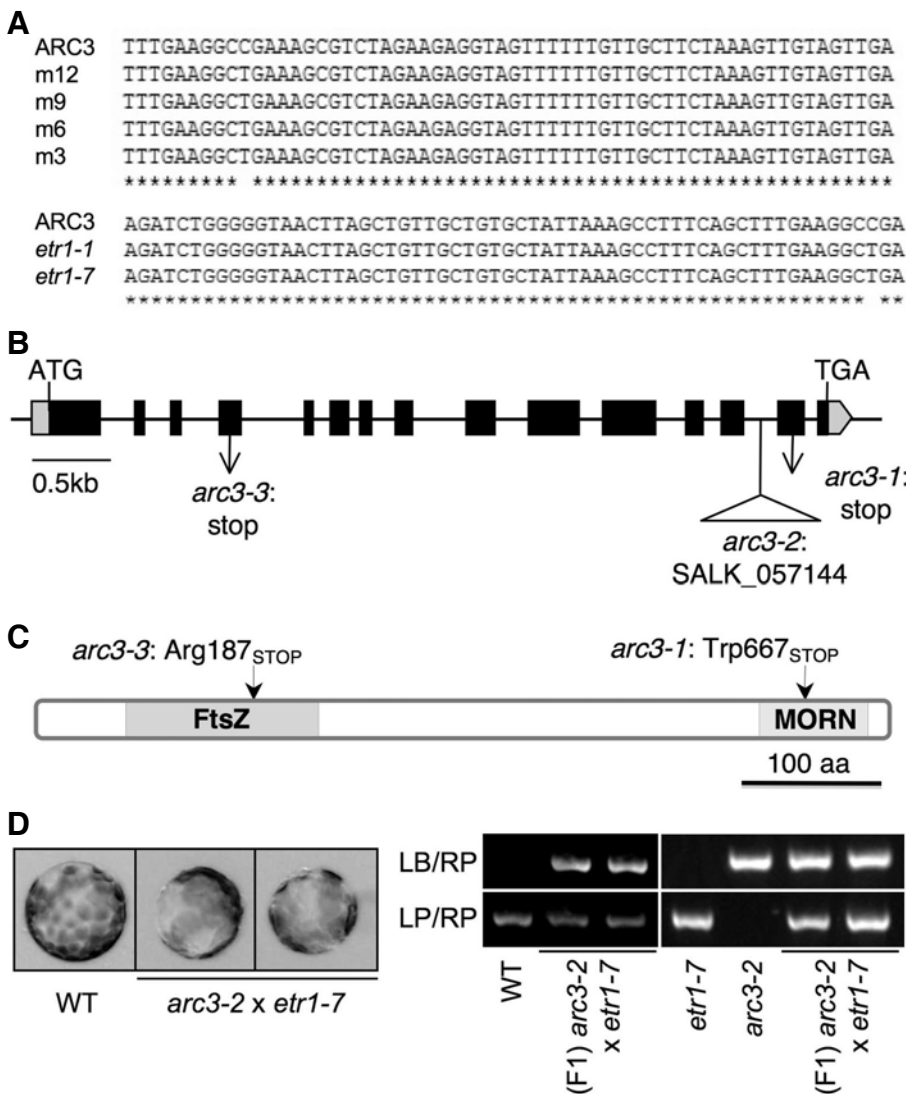 A
ARC3 TTTGAAGGCCGAAAGCGTCTAGAAGAGGTAGTTTTTTGTTGCTTCTAAAGTTGTAGTTGA
m12 TTTGAAGGCTGAAAGCGTCTAGAAGAGGTAGTTTTTTGTTGCTTCTAAAGTTGTAGTTGA
m9 TTTGAAGGCTGAAAGCGTCTAGAAGAGGTAGTTTTTTGTTGCTTCTAAAGTTGTAGTTGA
m6 TTTGAAGGCTGAAAGCGTCTAGAAGAGGTAGTTTTTTGTTGCTTCTAAAGTTGTAGTTGA
m3 TTTGAAGGCTGAAAGCGTCTAGAAGAGGTAGTTTTTTGTTGCTTCTAAAGTTGTAGTTGA
********* **************************************************
ARC3 AGATCTGGGGGTAACTTAGCTGTTGCTGTGCTATTAAAGCCTTTCAGCTTTGAAGGCCGA
etr1-1 AGATCTGGGGGTAACTTAGCTGTTGCTGTGCTATTAAAGCCTTTCAGCTTTGAAGGCTGA
etr1-7 AGATCTGGGGGTAACTTAGCTGTTGCTGTGCTATTAAAGCCTTTCAGCTTTGAAGGCTGA
********************************************************* **
B
ATG
TGA
0.5kb
arc3-3:
stop
arc3-1:
stop
arc3-2:
SALK_057144
C
arc3-3: Arg187STOP
arc3-1: Trp667STOP
FtsZ
MORN
100 aa
D
WT
arc3-2 x etr1-7
LB/RP
LP/RP
WT
(F1) arc3-2
x etr1-7
etr1-7
arc3-2
(F1) arc3-2
x etr1-7